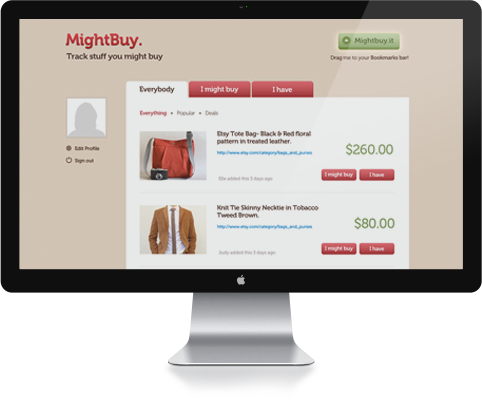 MightBuy.
Track stuff you might buy
Mightbuy it
Drag me to your Bookmarks bar!
Everybody
I might buy
I have
Everything • Popular • Deals
Edit Profile
Sign out
Etsy Tote Bag- Black & Red floral
pattern in treated leather.
http://www.etsy.com/category/bags_and_purses
$260.00
added this 3 days ago
I might buy
I have
Knit Tie Skinny Necktie in Tobacco
Tweed Brown.
http://www.etsy.com/category/bags_and_purses
$80.00
Judy added this 3 days ago
I might buy
I have